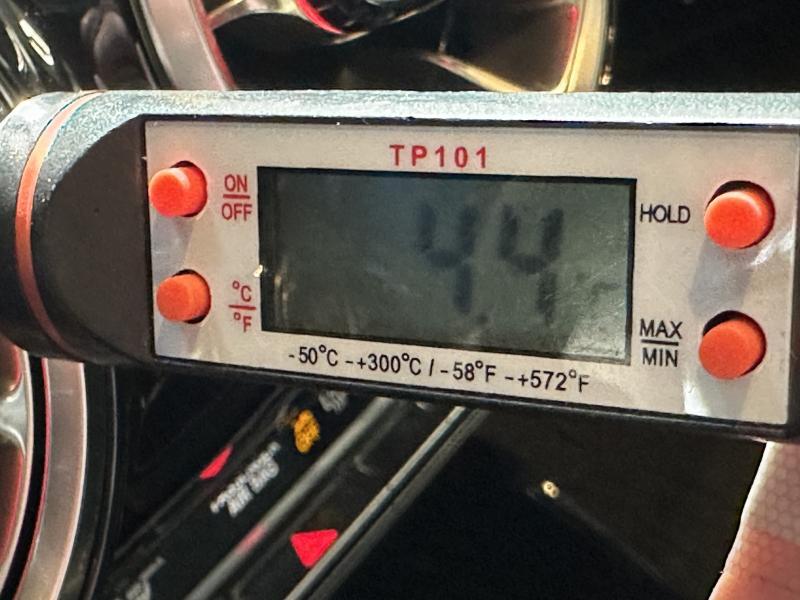 TP101
ON
OFF
°C
°F
4.4 °C
HOLD
MAX
MIN
-50°C -+300°C / -58°F -+572°F